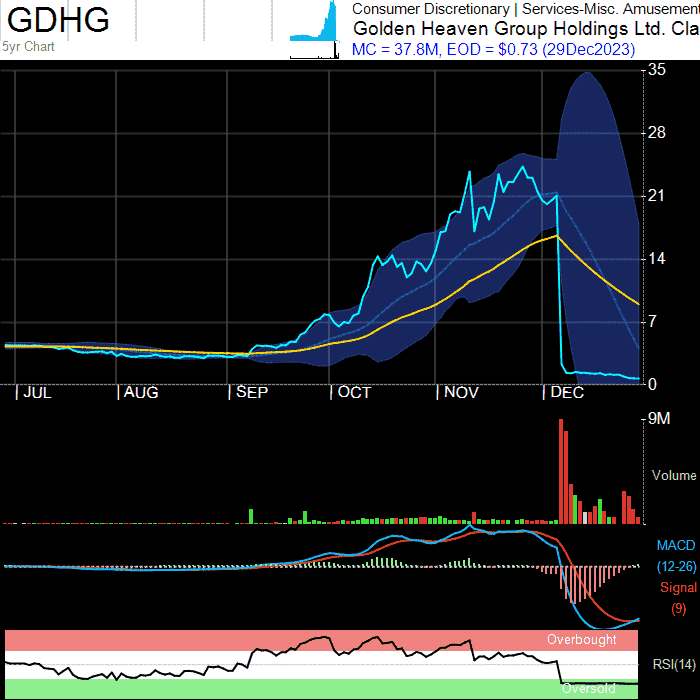 GDHG
5yr Chart
Consumer Discretionary | Services-Misc. Amusement
Golden Heaven Group Holdings Ltd. Cla
MC = 37.8M, EOD = $0.73 (29Dec2023)
35
28
21
14
7
0
JUL AUG SEP OCT NOV DEC
9M
Volume
MACD
(12-26)
Signal
(9)
Overbought
RSI(14)
Oversold